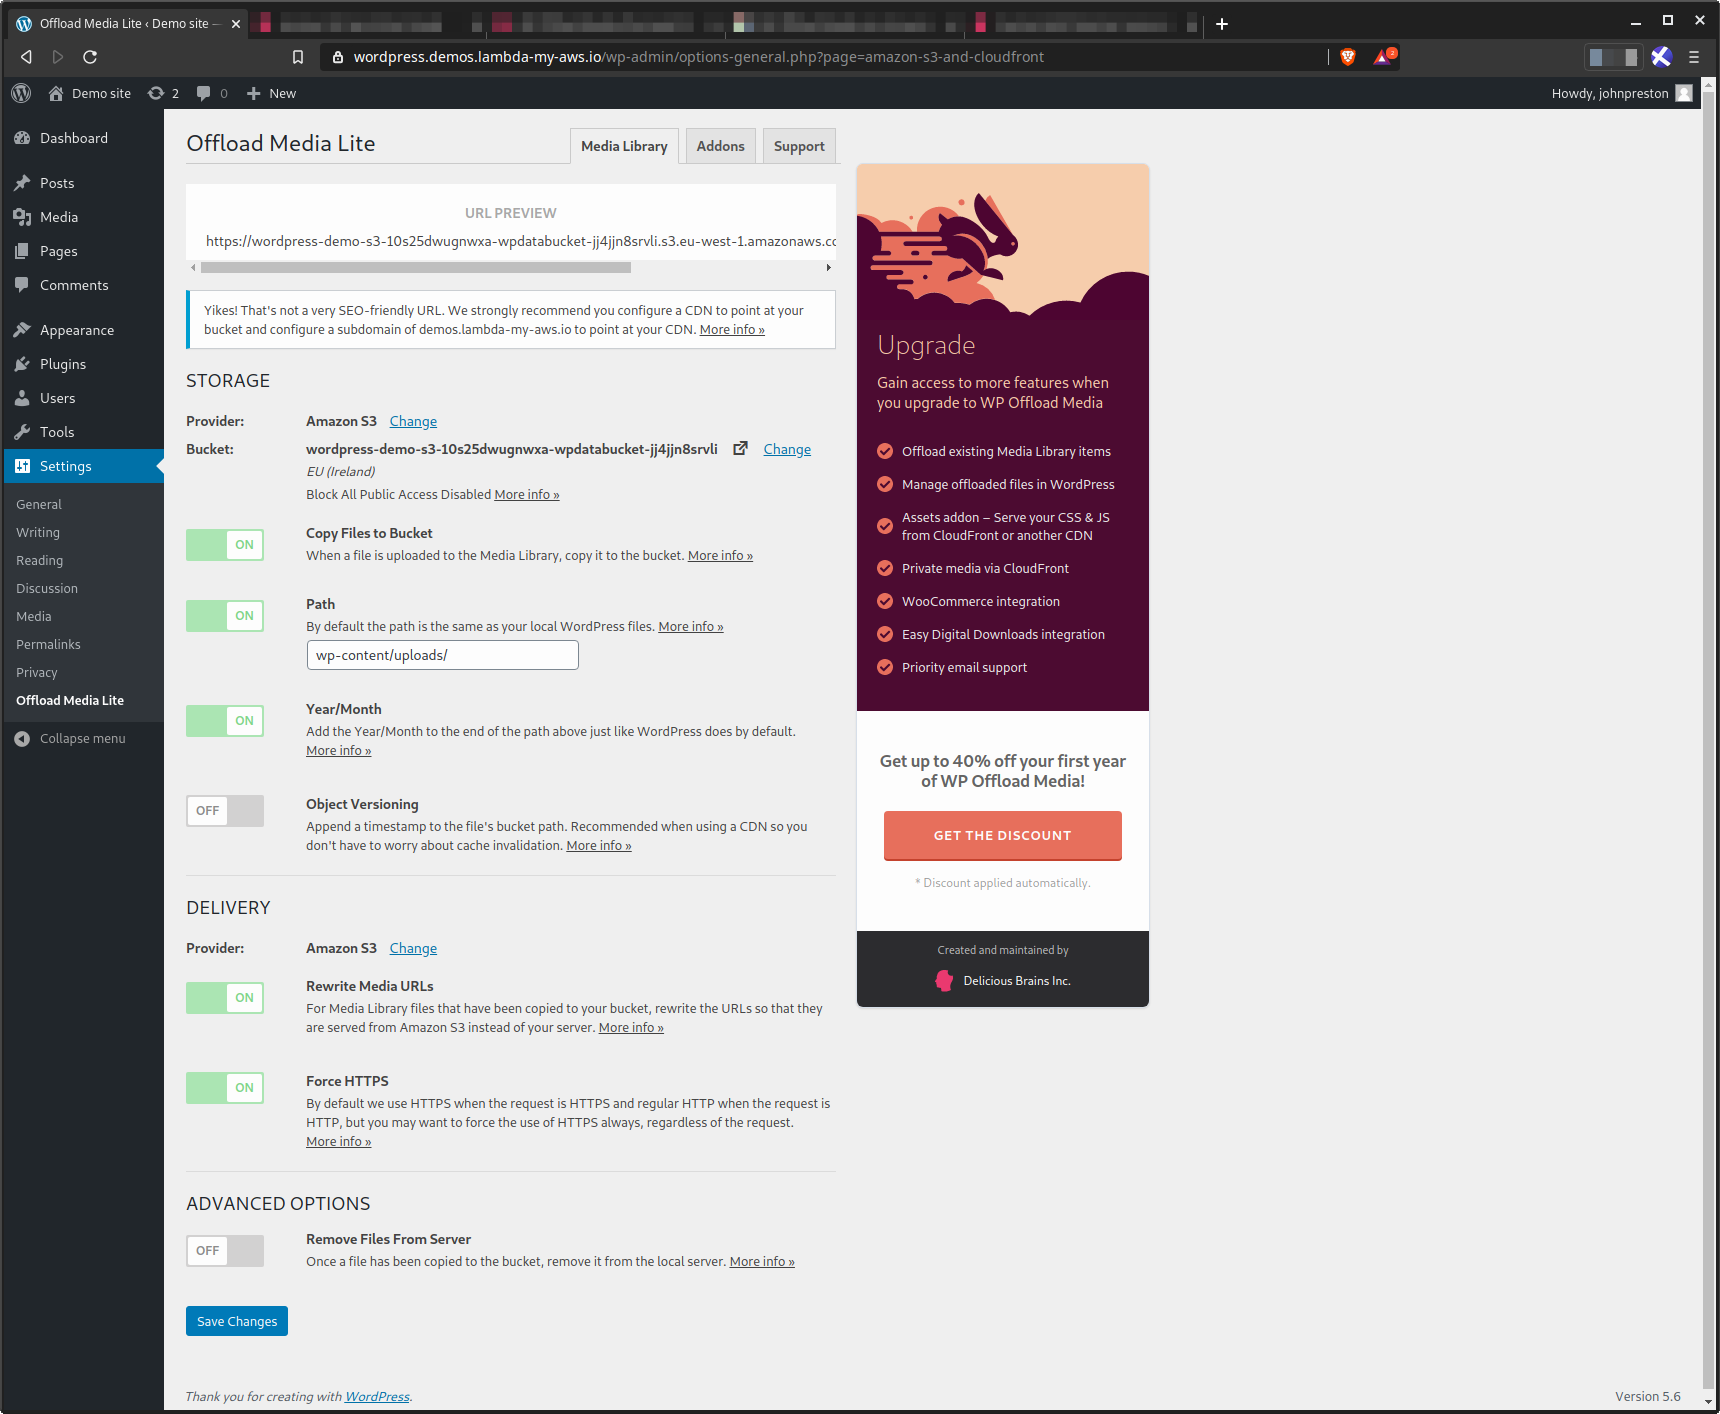 Offload Media Lite ‹ Demo site —
wordpress.demos.lambda-my-aws.io/wp-admin/options-general.php?page=amazon-s3-and-cloudfront
2
Demo site
2
0
New
Howdy, johnpreston
Dashboard
Posts
Media
Pages
Comments
Appearance
Plugins
Users
Tools
Settings
General
Writing
Reading
Discussion
Media
Permalinks
Privacy
Offload Media Lite
Collapse menu
Offload Media Lite
Media Library
Addons
Support
URL PREVIEW
https://wordpress-demo-s3-10s25dwugnwxa-wpdatabucket-jj4jjn8srvli.s3.eu-west-1.amazonaws.co
Yikes! That's not a very SEO-friendly URL. We strongly recommend you configure a CDN to point at your
bucket and configure a subdomain of demos.lambda-my-aws.io to point at your CDN. More info »
STORAGE
Provider: Amazon S3 Change
Bucket: wordpress-demo-s3-10s25dwugnwxa-wpdatabucket-jj4jjn8srvli Change
EU (Ireland)
Block All Public Access Disabled More info »
ON
Copy Files to Bucket
When a file is uploaded to the Media Library, copy it to the bucket. More info »
ON
Path
By default the path is the same as your local WordPress files. More info »
wp-content/uploads/
ON
Year/Month
Add the Year/Month to the end of the path above just like WordPress does by default.
More info »
OFF
Object Versioning
Append a timestamp to the file's bucket path. Recommended when using a CDN so you
don't have to worry about cache invalidation. More info »
DELIVERY
Provider: Amazon S3 Change
ON
Rewrite Media URLs
For Media Library files that have been copied to your bucket, rewrite the URLs so that they
are served from Amazon S3 instead of your server. More info »
ON
Force HTTPS
By default we use HTTPS when the request is HTTPS and regular HTTP when the request is
HTTP, but you may want to force the use of HTTPS always, regardless of the request.
More info »
ADVANCED OPTIONS
OFF
Remove Files From Server
Once a file has been copied to the bucket, remove it from the local server. More info »
Save Changes
Upgrade
Gain access to more features when
you upgrade to WP Offload Media
Offload existing Media Library items
Manage offloaded files in WordPress
Assets addon – Serve your CSS & JS
from CloudFront or another CDN
Private media via CloudFront
WooCommerce integration
Easy Digital Downloads integration
Priority email support
Get up to 40% off your first year
of WP Offload Media!
GET THE DISCOUNT
* Discount applied automatically.
Created and maintained by
Delicious Brains Inc.
Thank you for creating with WordPress.
Version 5.6